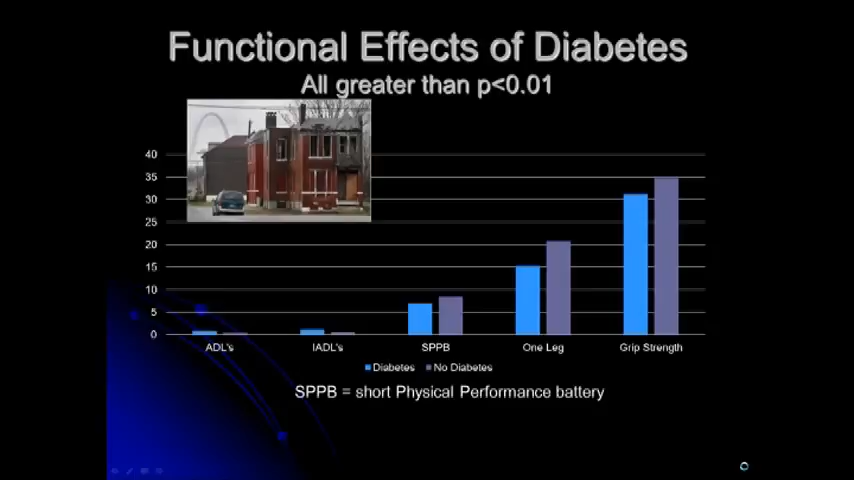 Functional Effects of Diabetes
All greater than p<0.01
40
35
30
25
20
15
10
5
0
ADL's
IADL's
SPPB
One Leg
Grip Strength
Diabetes
No Diabetes
SPPB = short Physical Performance battery